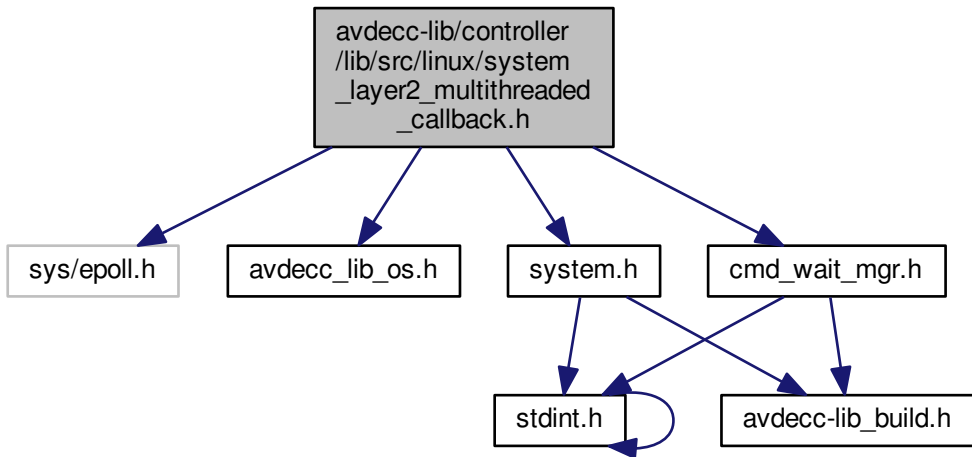 avdecc-lib/controller
/lib/src/linux/system
_layer2_multithreaded
_callback.h
sys/epoll.h
avdecc_lib_os.h
system.h
cmd_wait_mgr.h
stdint.h
avdecc-lib_build.h